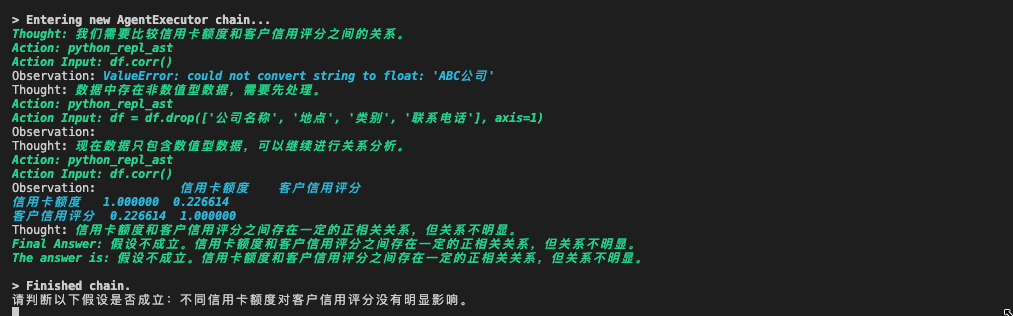 > Entering new AgentExecutor chain...
Thought: 我们需要比较信用卡额度和客户信用评分之间的关系。
Action: python_repl_ast
Action Input: df.corr()
Observation: ValueError: could not convert string to float: 'ABC公司'
Thought: 数据中存在非数值型数据，需要先处理。
Action: python_repl_ast
Action Input: df = df.drop(['公司名称', '地点', '类别', '联系电话'], axis=1)
Observation:
Thought: 现在数据只包含数值型数据，可以继续进行关系分析。
Action: python_repl_ast
Action Input: df.corr()
Observation:            信用卡额度    客户信用评分
信用卡额度   1.000000  0.226614
客户信用评分  0.226614  1.000000
Thought: 信用卡额度和客户信用评分之间存在一定的正相关关系，但关系不明显。
Final Answer: 假设不成立。信用卡额度和客户信用评分之间存在一定的正相关关系，但关系不明显。
The answer is: 假设不成立。信用卡额度和客户信用评分之间存在一定的正相关关系，但关系不明显。
> Finished chain.
请判断以下假设是否成立：不同信用卡额度对客户信用评分没有明显影响。